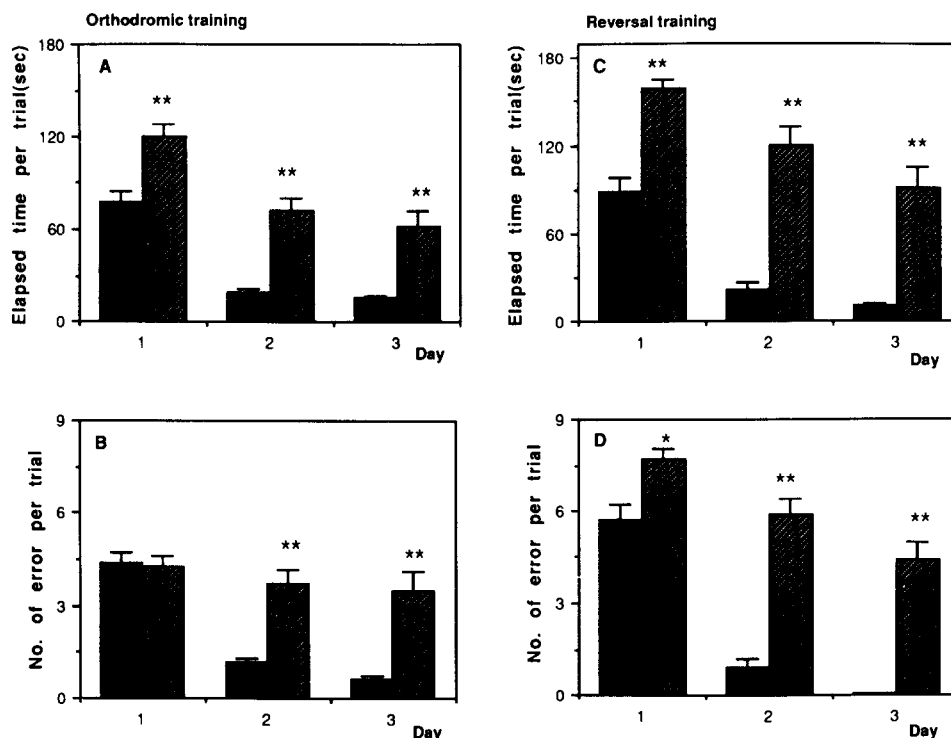 Orthodromic training
Elapsed time per trial(sec)
180
120
60
0
A
**
**
**
1
2
3
Day
Reversal training
Elapsed time per trial(sec)
180
120
60
0
C
**
**
**
1
2
3
Day
No. of error per trial
9
6
3
0
B
**
**
1
2
3
Day
No. of error per trial
9
6
3
0
D
*
**
**
1
2
3
Day